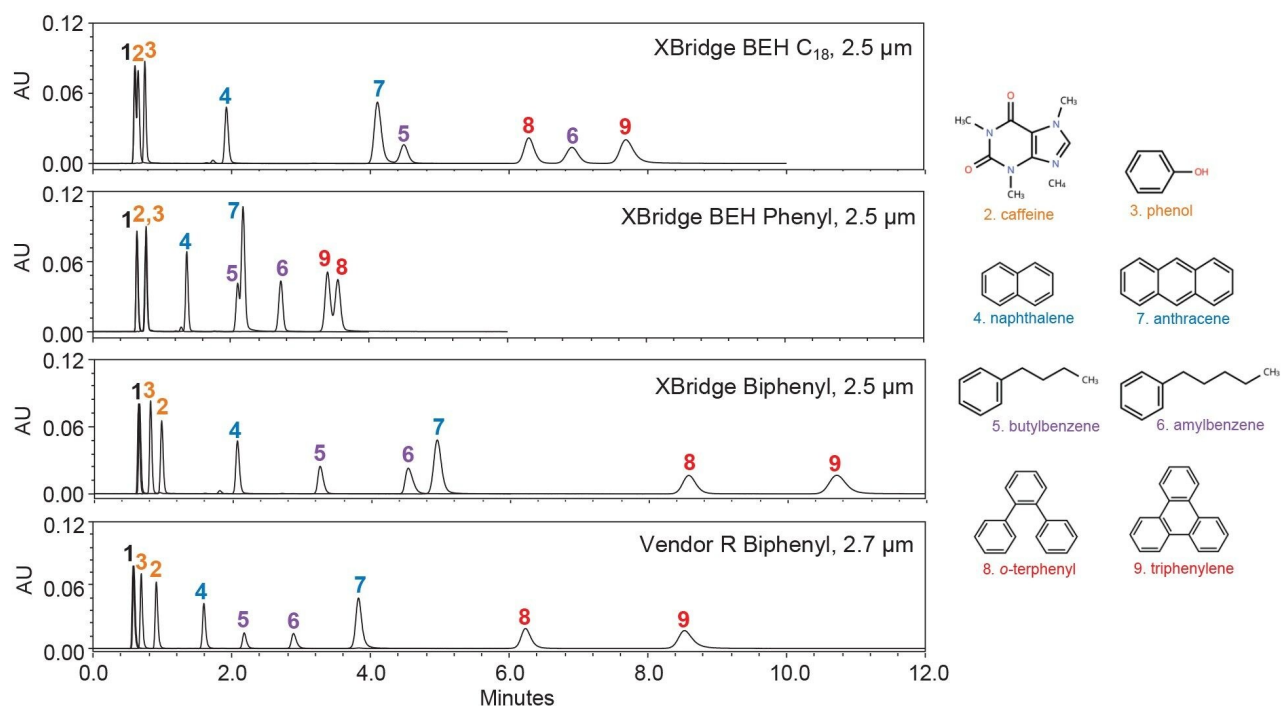 0.12
XBridge BEH C18, 2.5 µm
1 2 3
4
7
5
8
6
9
AU
0.06
0.00
0.12
XBridge BEH Phenyl, 2.5 µm
1 2,3
4
5
7
6
9
8
AU
0.06
0.00
0.12
XBridge Biphenyl, 2.5 µm
1 3 2
4
5
6
7
8
9
AU
0.06
0.00
0.12
Vendor R Biphenyl, 2.7 µm
1 3 2
4
5
6
7
8
9
AU
0.06
0.00
0.0 2.0 4.0 6.0 8.0 10.0 12.0
Minutes
O
CH3
H3C
N
N
O
N
N
CH3
CH4
2. caffeine
OH
3. phenol
4. naphthalene
7. anthracene
CH3
5. butylbenzene
CH3
6. amylbenzene
8. o-terphenyl
9. triphenylene